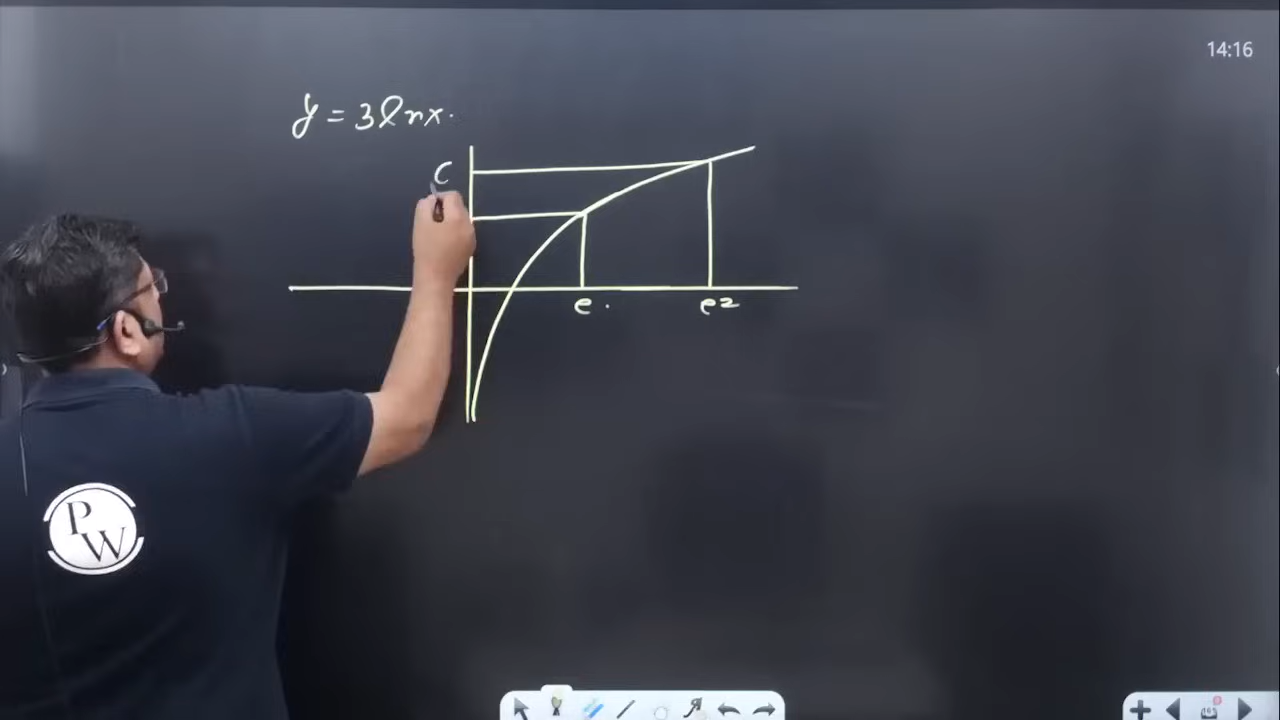 14:16
y = 3lnx.
C
e.
e2
PW